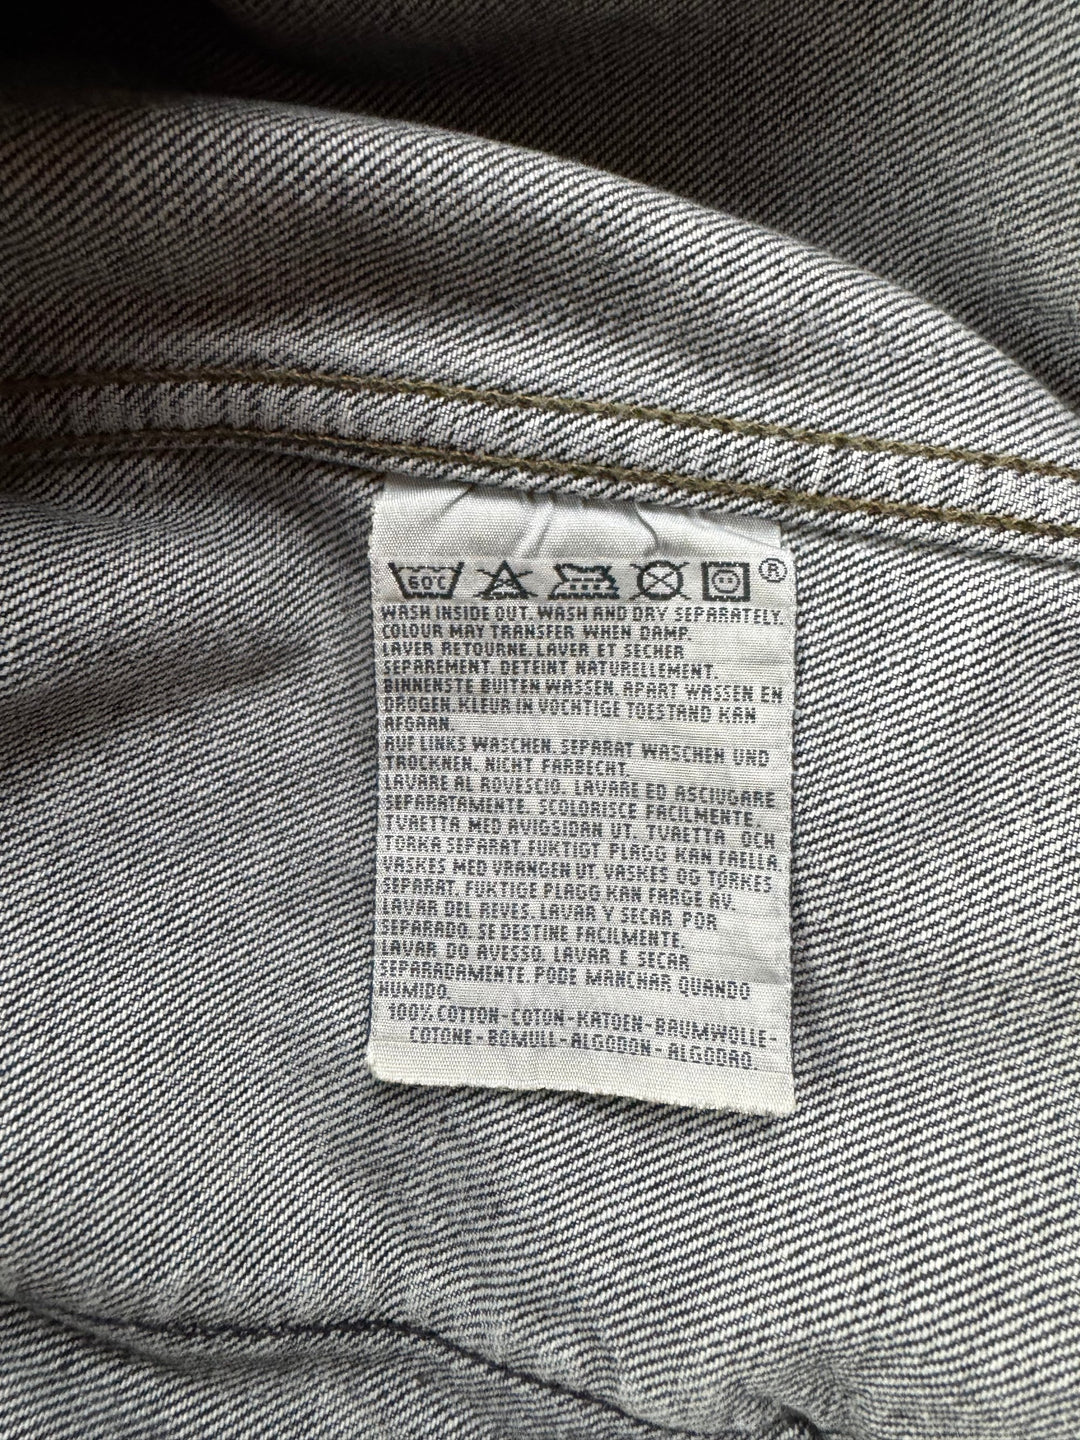 60°C ®
WASH INSIDE OUT. WASH AND DRY SEPARATELY.
COLOUR MAY TRANSFER WHEN DAMP.
LAVER RETOURNE. LAVER ET SECHER
SEPAREMENT. DETEINT NATURELLEMENT.
BINNENSTE BUITEN WASSEN. APART WASSEN EN
DROGEN. KLEUR IN VOCHTIGE TOESTAND KAN
AFGAAN.
AUF LINKS WASCHEN. SEPARAT WASCHEN UND
TROCKNEN. NICHT FARBECHT.
LAVARE AL ROVESCIO. LAVARE ED ASCIUGARE
SEPARATAMENTE. SCOLORISCE FACILMENTE
TVAETTA MED AVIGSIDAN UT. TVAETTA OCH
TORKA SEPARAT. FUKTIGT PLAGG KAN FAELLA
VASKES MED VRANGEN UT. VASKES OG TØRKES
SEPARAT. FUKTIGE PLAGG KAN FARGE AV.
LAVAR DEL REVES. LAVAR Y SECAR POR
SEPARADO. SE DESTINE FACILMENTE.
LAVAR DO AVESSO. LAVAR E SECAR
SEPARADAMENTE. PODE MANCHAR QUANDO
HUMIDO.
100% COTTON - COTON - KATOEN - BAUMWOLLE -
COTONE - BOMULL - ALGODON - ALGODAO.